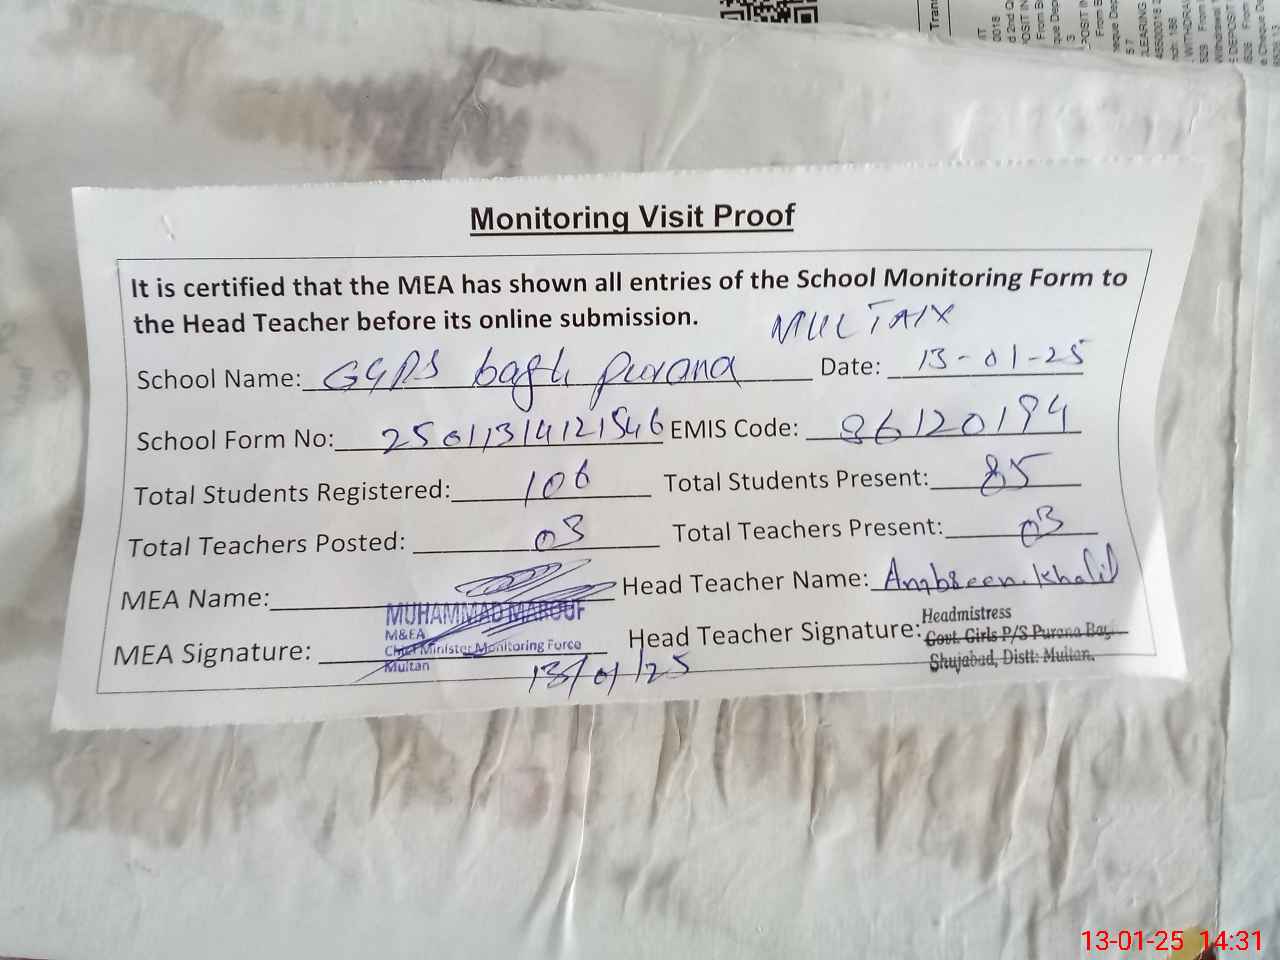 Monitoring Visit Proof
It is certified that the MEA has shown all entries of the School Monitoring Form to
the Head Teacher before its online submission.
MULTAN
School Name: GGPS bagh purana Date: 13-01-25
School Form No: 25011314121546 EMIS Code: 36120194
Total Students Registered: 106 Total Students Present: 85
Total Teachers Posted: 03 Total Teachers Present: 03
MEA Name: Head Teacher Name: Ambreen khalil
MUHAMMAD MAROUF
M&EA
Chief Minister Monitoring Force
Multan
MEA Signature: 13/01/25
Head Teacher Signature:
Headmistress
Govt. Girls P/S Purana Bagh
Shujabad, Distt: Multan.
13-01-25 14:31